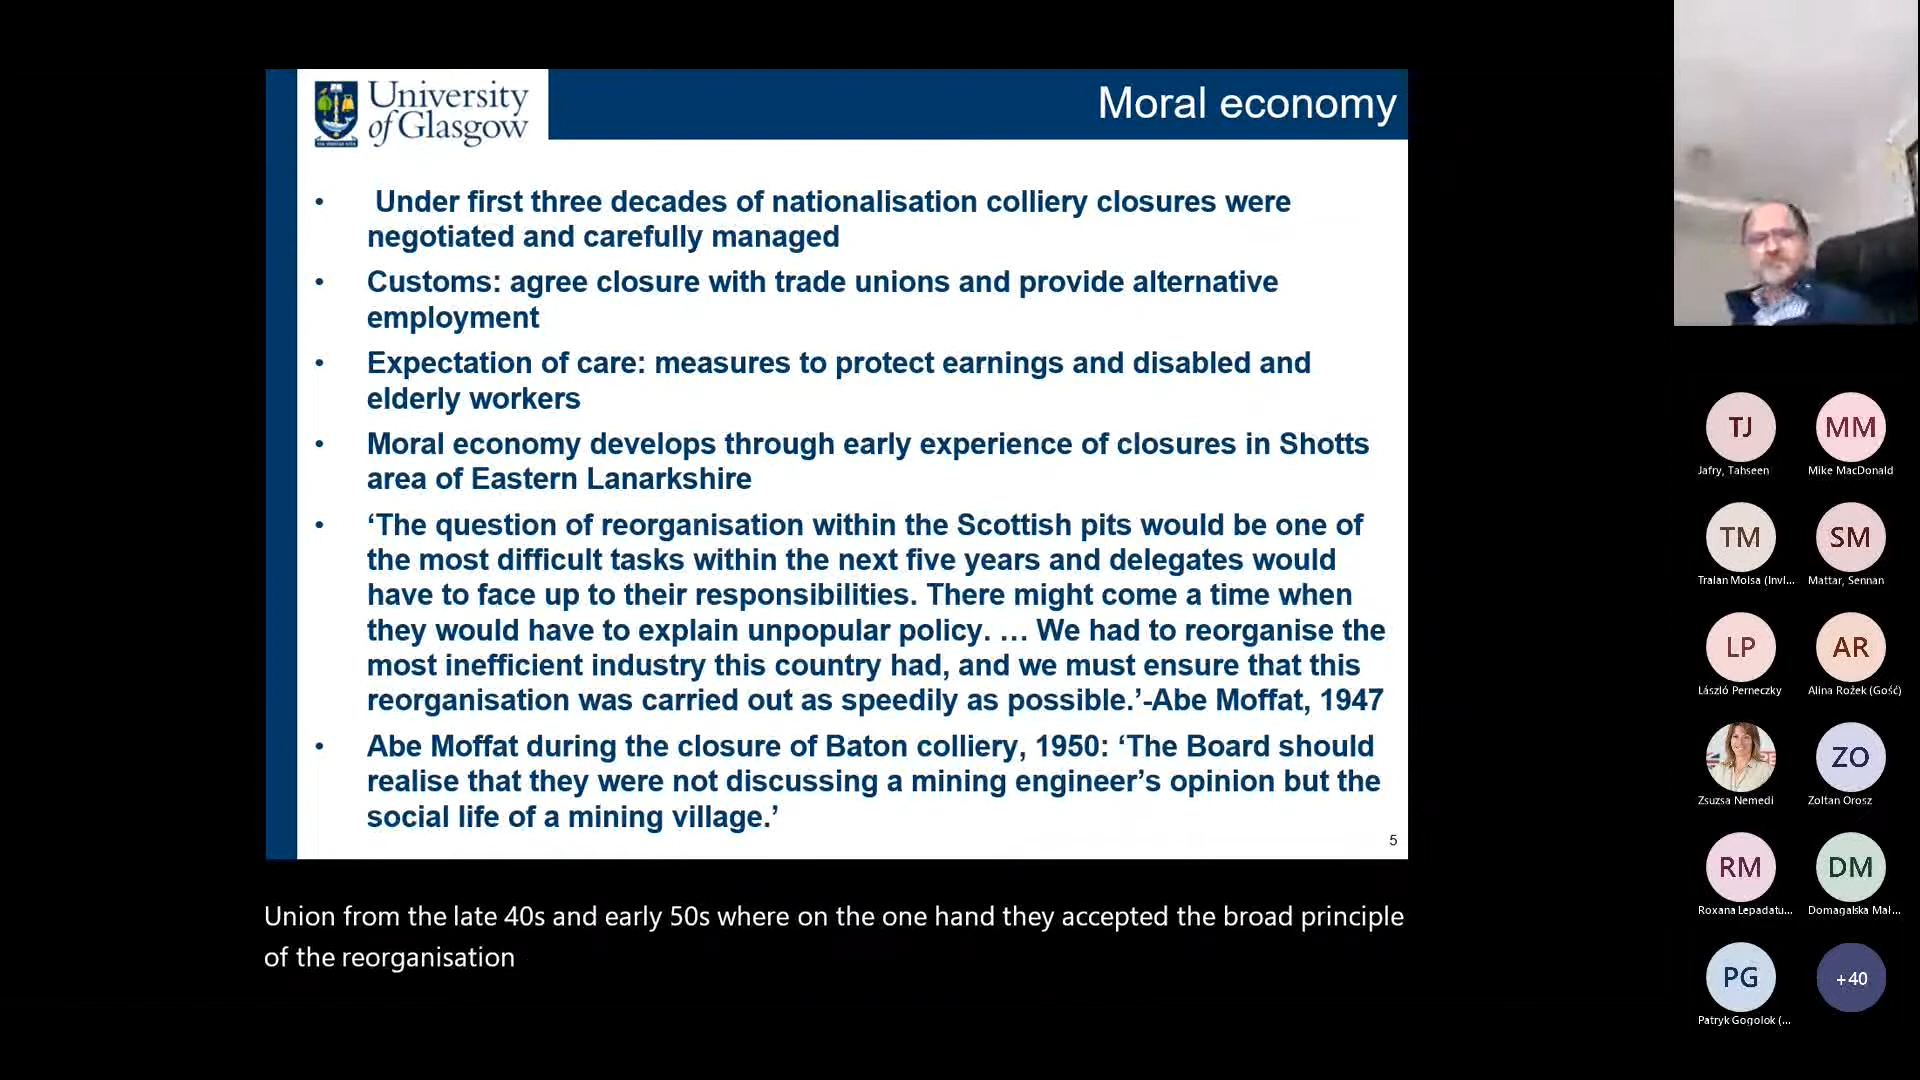 University
of Glasgow
Moral economy
• Under first three decades of nationalisation colliery closures were
negotiated and carefully managed
• Customs: agree closure with trade unions and provide alternative
employment
• Expectation of care: measures to protect earnings and disabled and
elderly workers
• Moral economy develops through early experience of closures in Shotts
area of Eastern Lanarkshire
• ‘The question of reorganisation within the Scottish pits would be one of
the most difficult tasks within the next five years and delegates would
have to face up to their responsibilities. There might come a time when
they would have to explain unpopular policy. … We had to reorganise the
most inefficient industry this country had, and we must ensure that this
reorganisation was carried out as speedily as possible.’-Abe Moffat, 1947
• Abe Moffat during the closure of Baton colliery, 1950: ‘The Board should
realise that they were not discussing a mining engineer’s opinion but the
social life of a mining village.’
5
Union from the late 40s and early 50s where on the one hand they accepted the broad principle
of the reorganisation
TJ
Jafry, Tahseen
MM
Mike MacDonald
TM
Traian Moisa (Invi...
SM
Mattar, Sennan
LP
László Perneczky
AR
Alina Rożek (Gość)
Zsuzsa Nemedi
ZO
Zoltan Orosz
RM
Roxana Lepadatu...
DM
Domagalska Mał...
PG
Patryk Gogolok (...
+40